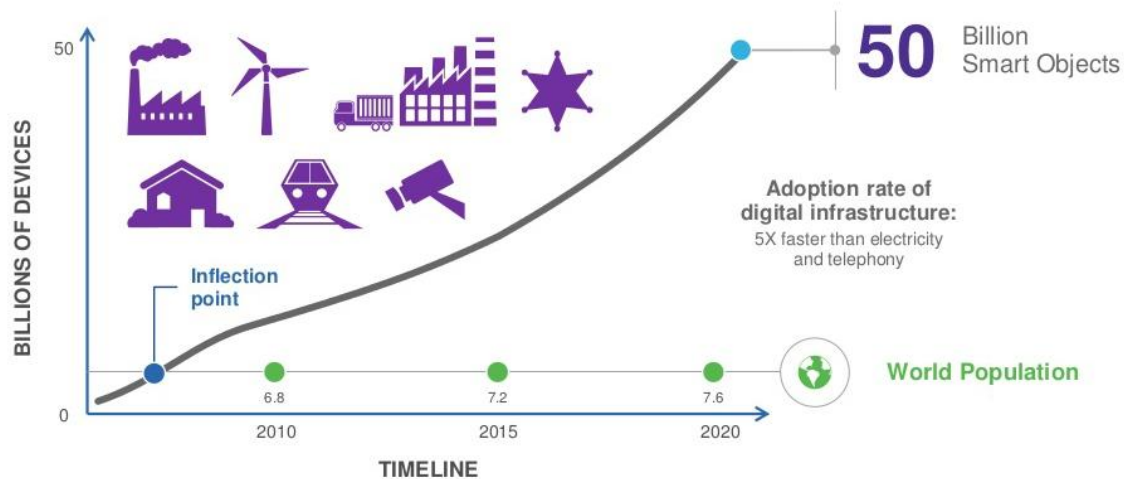 50
50
Billion
Smart Objects
BILLIONS OF DEVICES
Adoption rate of
digital infrastructure:
5X faster than electricity
and telephony
Inflection
point
World Population
6.8
7.2
7.6
0
2010
2015
2020
TIMELINE